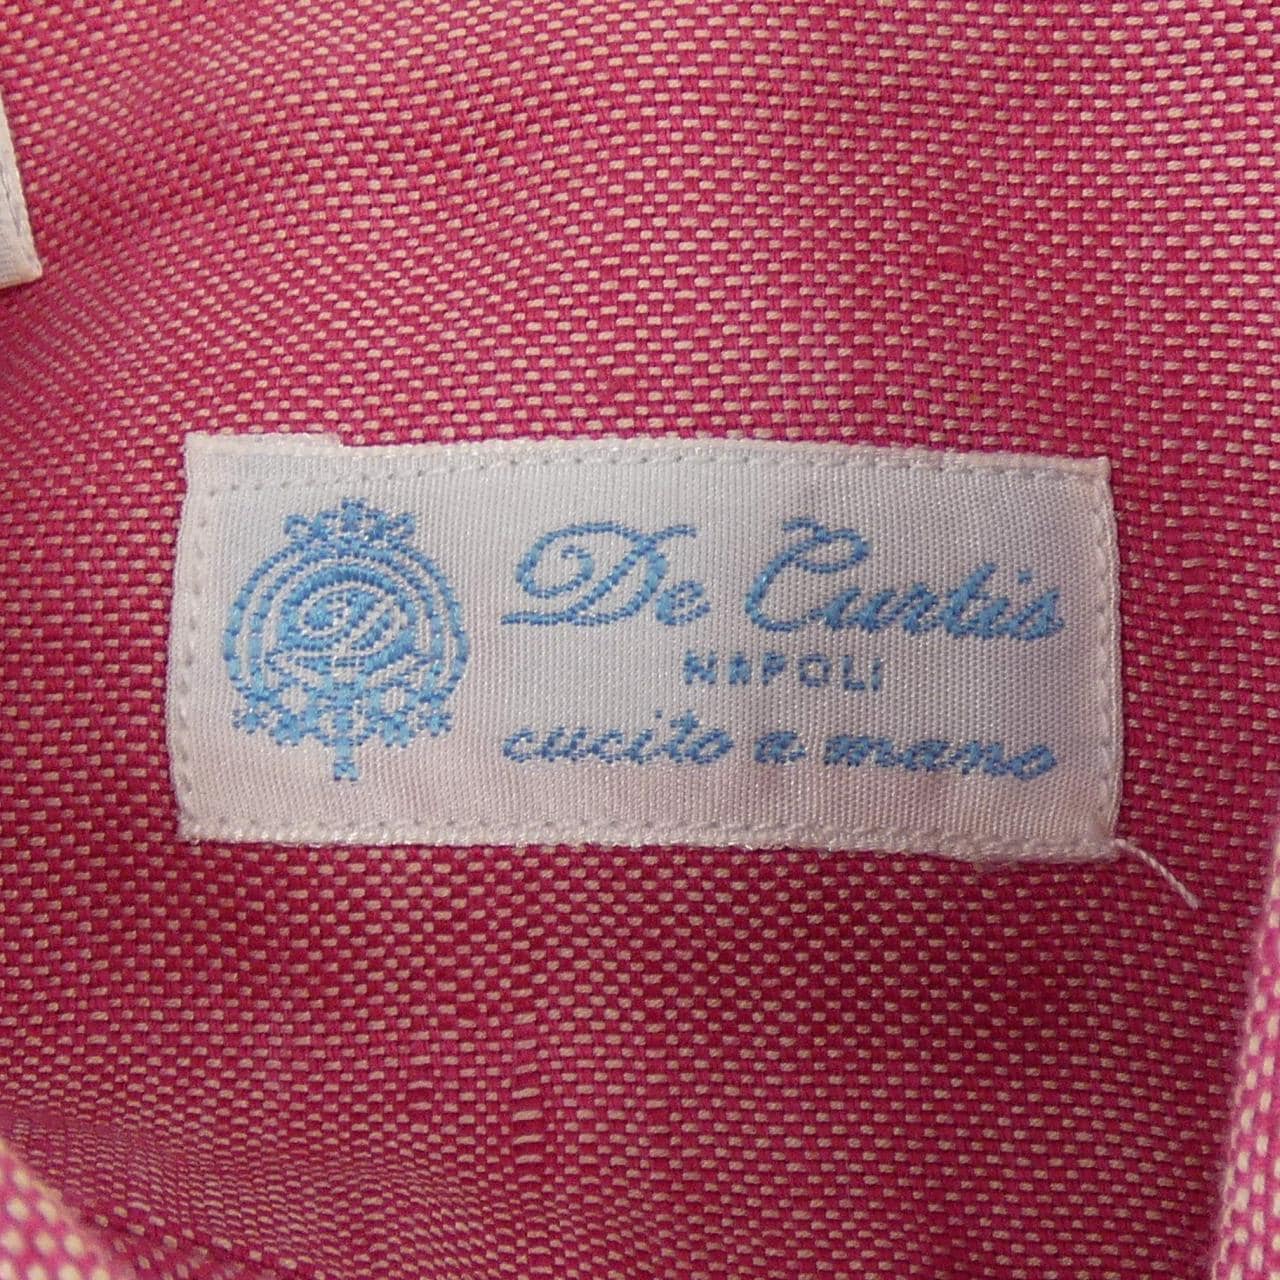 De Curtis
NAPOLI
cucito a mano